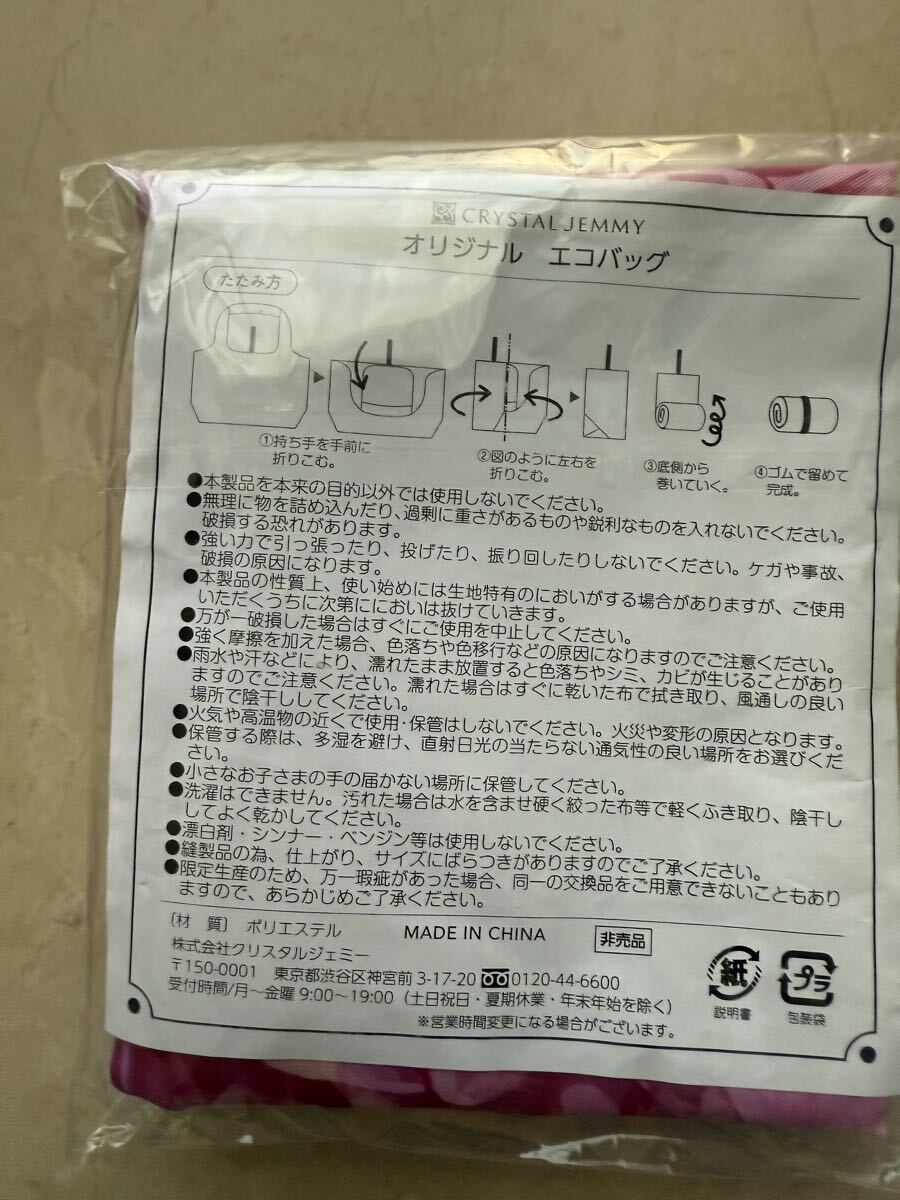 CRYSTAL JEMMY
オリジナル エコバッグ
たたみ方
①持ち手を手前に
折りこむ。
②図のように左右を
折りこむ。
③底側から
巻いていく。
④ゴムで留めて
完成。
●本製品を本来の目的以外では使用しないでください。
●無理に物を詰め込んだり、過剰に重さがあるものや鋭利なものを入れないでください。
破損する恐れがあります。
●強い力で引っ張ったり、投げたり、振り回したりしないでください。ケガや事故、
破損の原因になります。
●本製品の性質上、使い始めには生地特有のにおいがする場合がありますが、ご使用
いただくうちに次第ににおいは抜けていきます。
●万が一破損した場合はすぐにご使用を中止してください。
●強く摩擦を加えた場合、色落ちや色移行などの原因になりますのでご注意ください。
●雨水や汗などにより、濡れたまま放置すると色落ちやシミ、カビが生じることがあり
ますのでご注意ください。濡れた場合はすぐに乾いた布で拭き取り、風通しの良い
場所で陰干ししてください。
●火気や高温物の近くで使用・保管はしないでください。火災や変形の原因となります。
●保管する際は、多湿を避け、直射日光の当たらない通気性の良い場所をお選びくだ
さい。
●小さなお子さまの手の届かない場所に保管してください。
●洗濯はできません。汚れた場合は水を含ませ硬く絞った布等で軽くふき取り、陰干し
してよく乾かしてください。
●漂白剤・シンナー・ベンジン等は使用しないでください。
●縫製品の為、仕上がり、サイズにばらつきがありますのでご了承ください。
●限定生産のため、万一瑕疵があった場合、同一の交換品をご用意できないこともあり
ますので、あらかじめご了承ください。
〔材 質〕 ポリエステル MADE IN CHINA 非売品
株式会社クリスタルジェミー
〒150-0001 東京都渋谷区神宮前 3-17-20 0120-44-6600
受付時間/月〜金曜 9:00〜19:00（土日祝日・夏期休業・年末年始を除く）
※営業時間変更になる場合がございます。
紙
説明書
プラ
包装袋